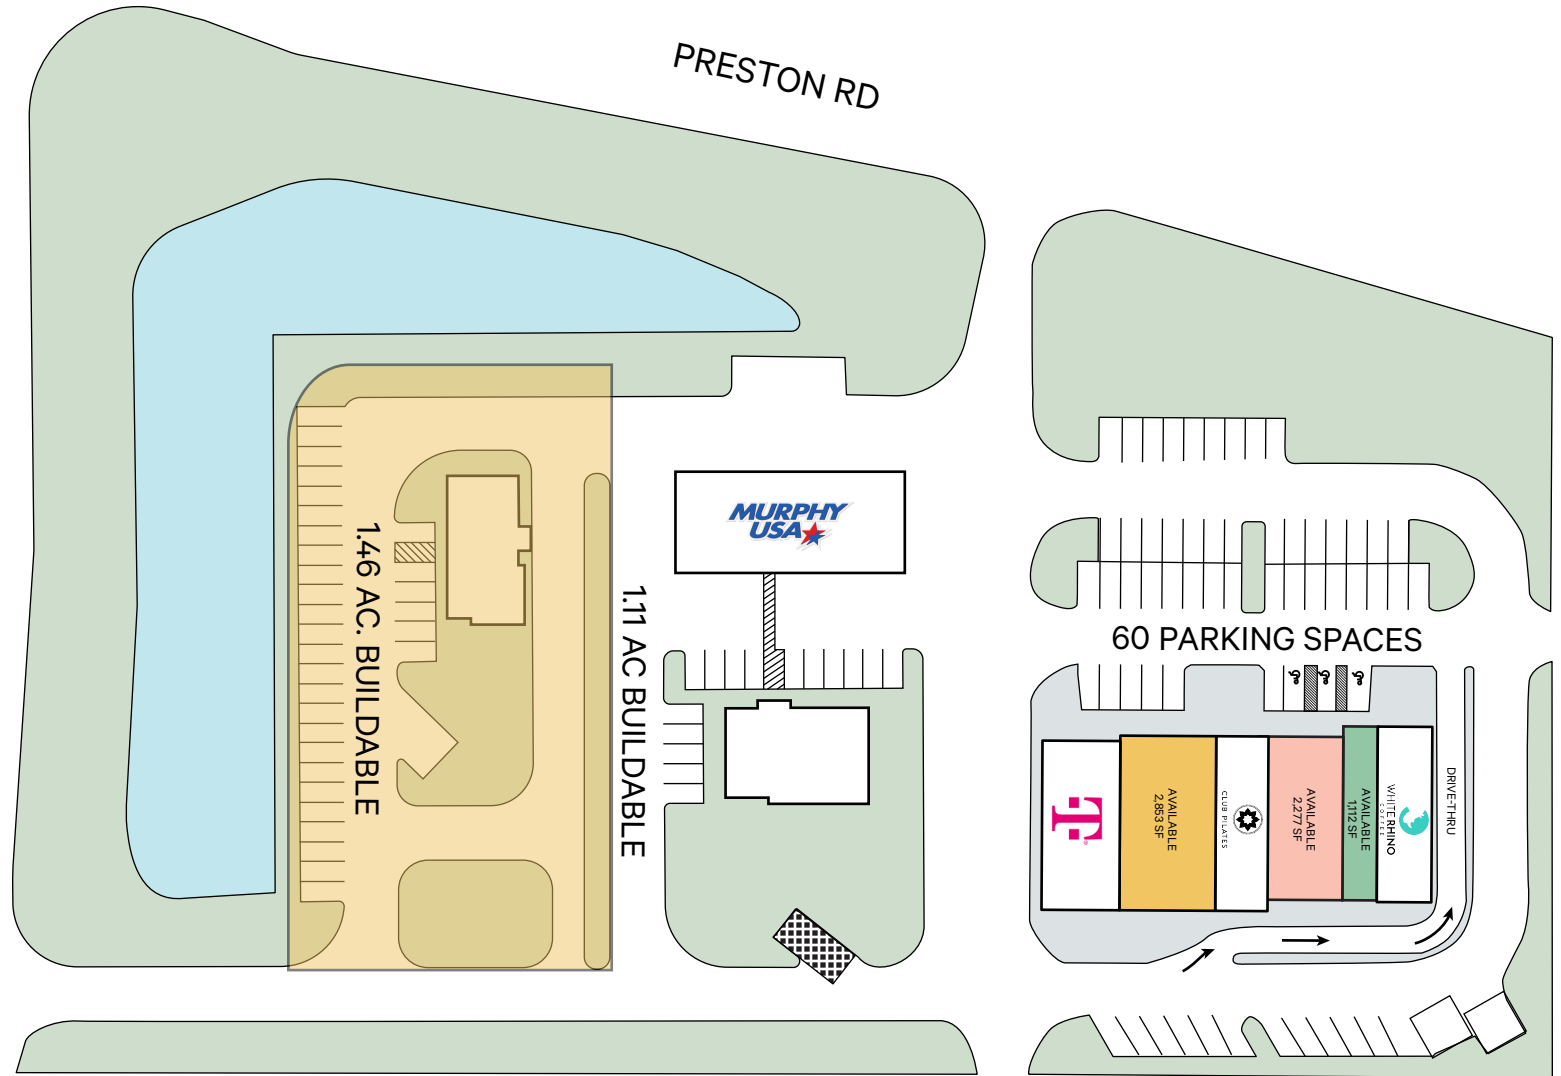 PRESTON RD
MURPHY
USA
1.46 AC. BUILDABLE
1.11 AC BUILDABLE
60 PARKING SPACES
T
AVAILABLE
2,853 SF
CLUB PILATES
AVAILABLE
2,277 SF
AVAILABLE
1,112 SF
WHITE RHINO
COFFEE
DRIVE-THRU